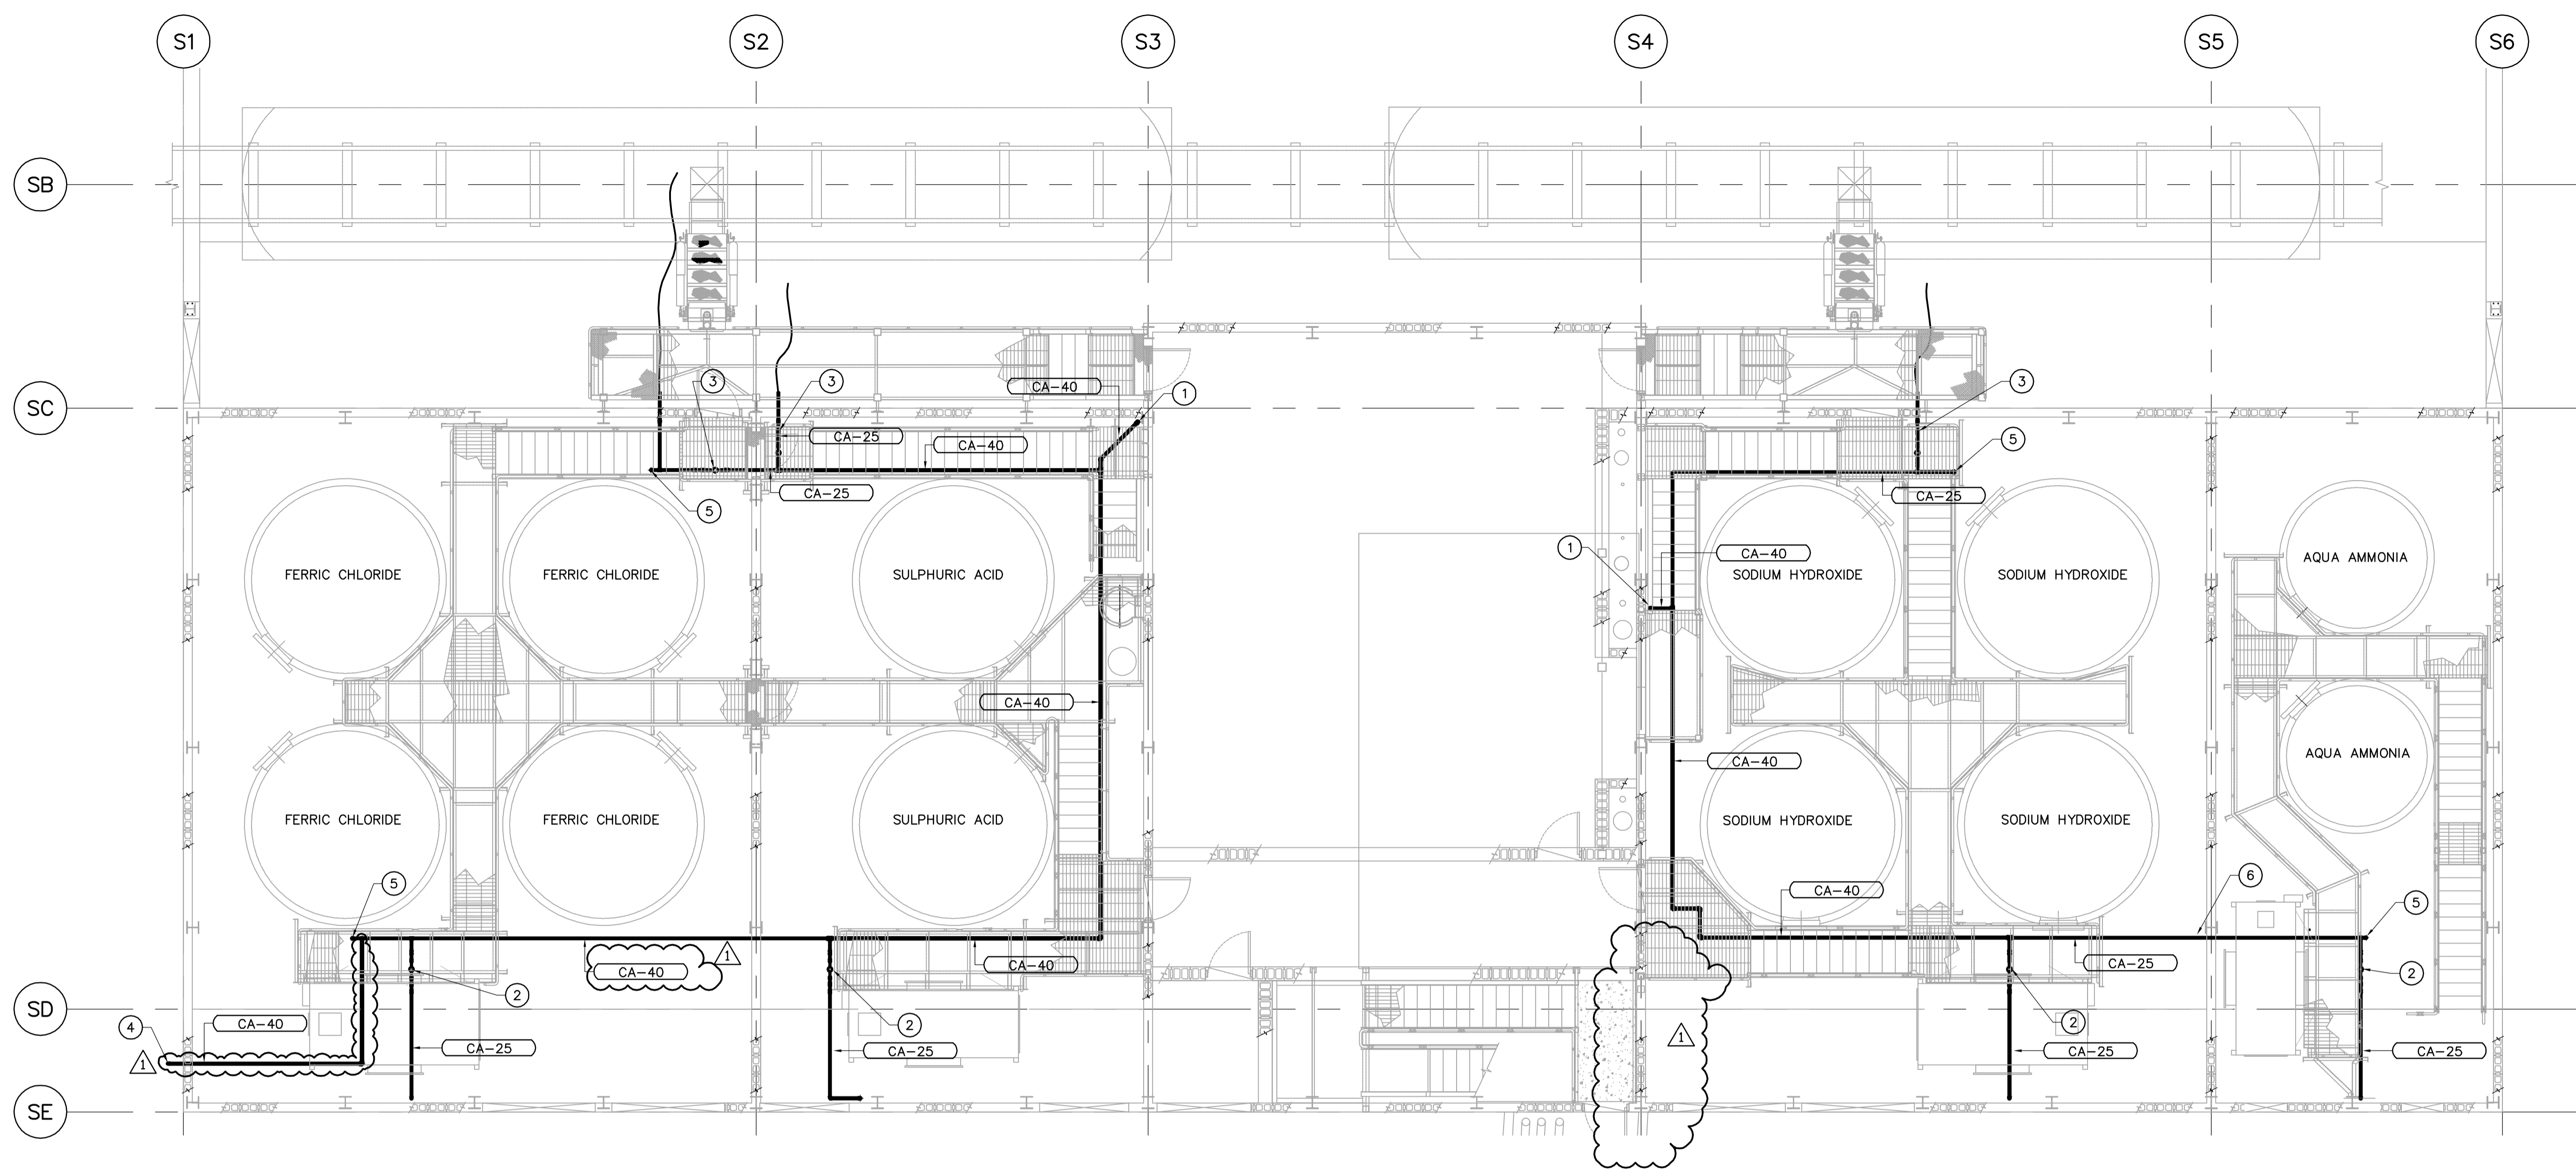 S1
S2
S3
S4
S5
S6
SB
SC
3
3
CA-40
1
3
CA-25
CA-40
5
CA-25
5
CA-25
1
CA-40
FERRIC CHLORIDE
FERRIC CHLORIDE
SULPHURIC ACID
SODIUM HYDROXIDE
SODIUM HYDROXIDE
AQUA AMMONIA
CA-40
CA-40
AQUA AMMONIA
FERRIC CHLORIDE
FERRIC CHLORIDE
SULPHURIC ACID
SODIUM HYDROXIDE
SODIUM HYDROXIDE
5
CA-40
6
5
CA-40
1
CA-40
CA-25
2
2
SD
4
CA-40
2
2
1
1
CA-25
CA-25
CA-25
CA-25
SE